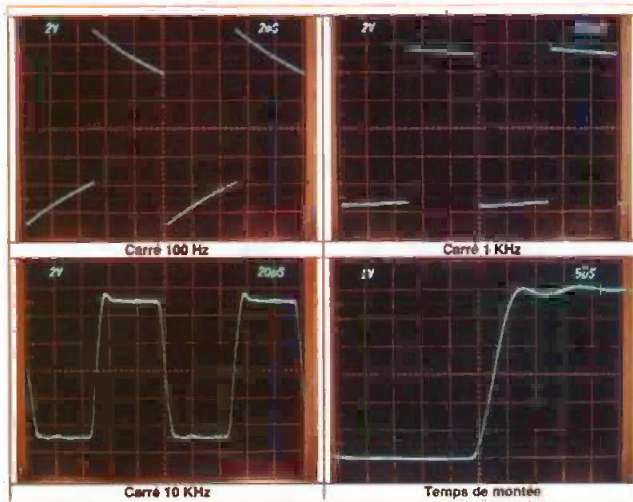 2V 2mS
2V
Carré 100 Hz
Carré 1 KHz
2V 20µS
1V 5µS
Carré 10 KHz
Temps de montée